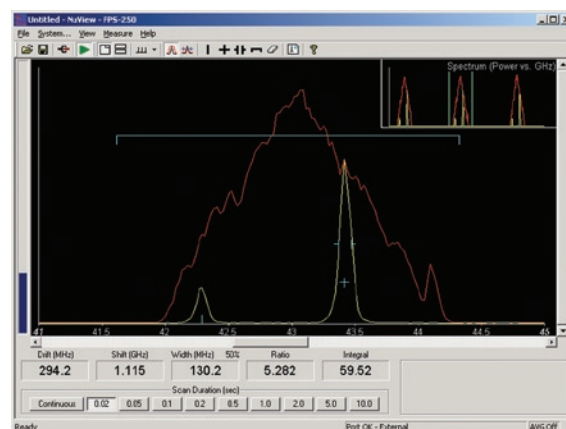 Untitled - NuView - FPS-250
File System... View Measure Help
Spectrum (Power vs. GHz)
41 41.5 42 42.5 43 43.5 44 44.5 45
Drift (MHz) Shift (GHz) Width (MHz) 50% Ratio Integral
294.2 1.115 130.2 5.282 59.52
Scan Duration (sec)
Continuous 0.02 0.05 0.1 0.2 0.5 1.0 2.0 5.0 10.0
Ready Port OK - External AVG Off